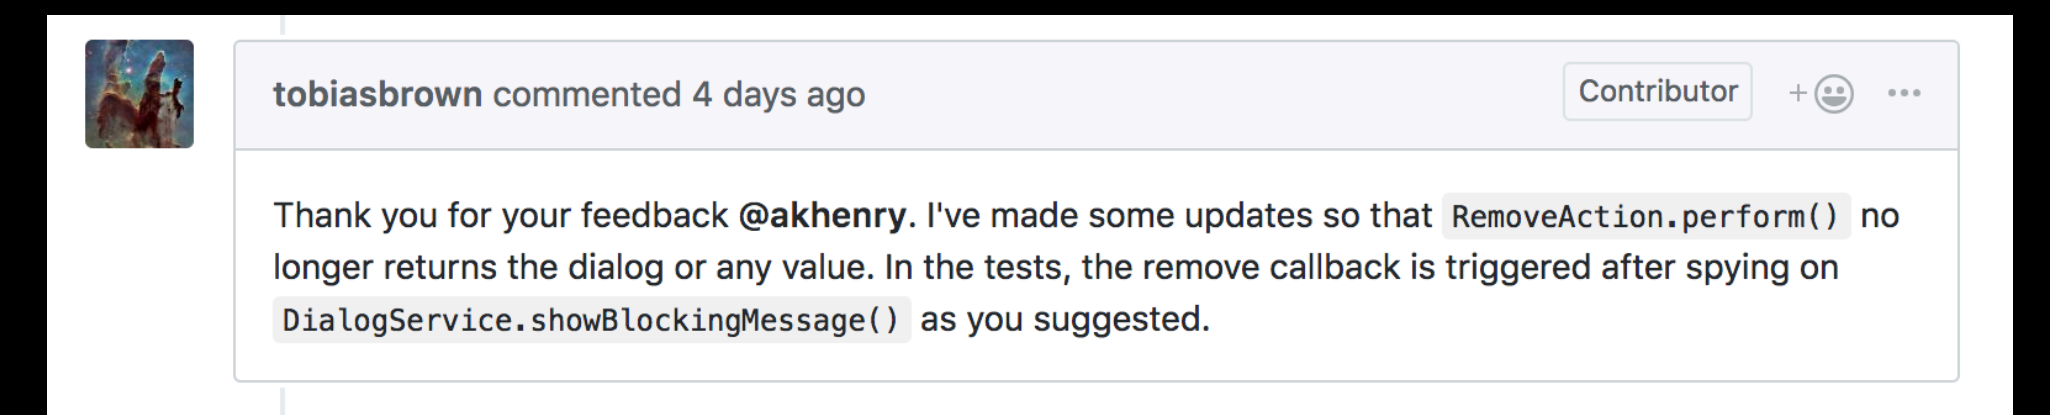 tobiasbrown commented 4 days ago Contributor
Thank you for your feedback @akhenry. I've made some updates so that RemoveAction.perform() no
longer returns the dialog or any value. In the tests, the remove callback is triggered after spying on
DialogService.showBlockingMessage() as you suggested.